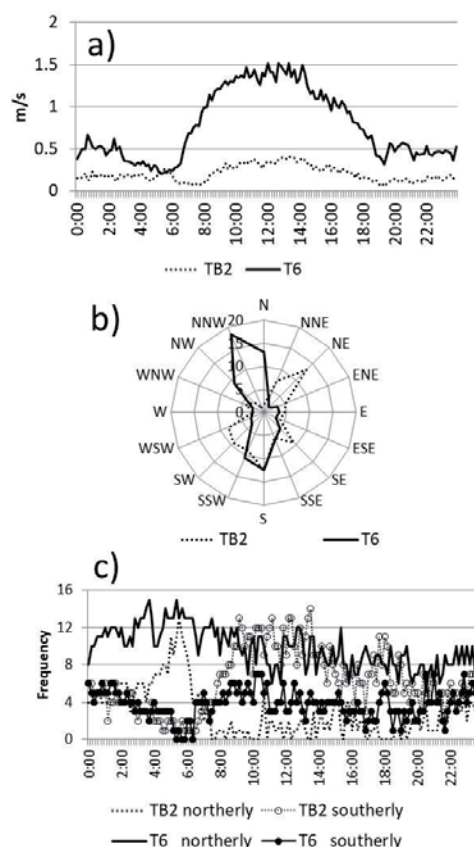 a)
2
1.5
1
0.5
0
m/s
0:00
2:00
4:00
6:00
8:00
10:00
12:00
14:00
16:00
18:00
20:00
22:00
TB2 T6
b)
N
NNE
NE
ENE
E
ESE
SE
SSE
S
SSW
SW
WSW
W
WNW
NW
NNW
20
15
10
5
0
TB2 T6
c)
16
12
8
4
0
Frequency
0:00
2:00
4:00
6:00
8:00
10:00
12:00
14:00
16:00
18:00
20:00
22:00
TB2 northerly TB2 southerly
T6 northerly T6 southerly